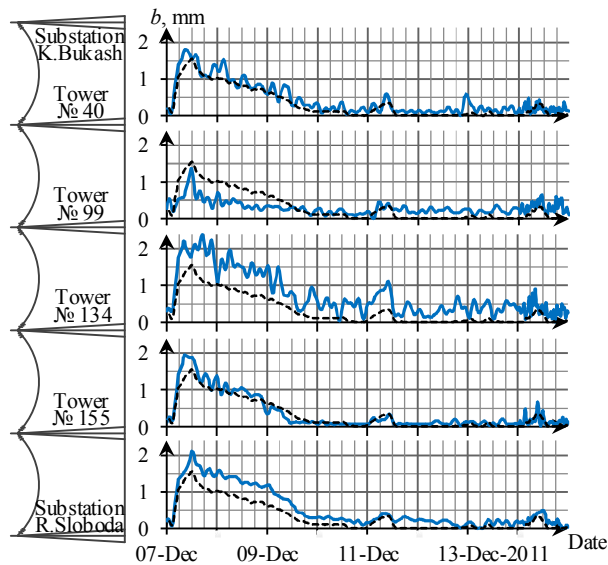 b, mm
Substation
K.Bukash
2
1
0
Tower
№ 40
2
1
0
Tower
№ 99
2
1
0
Tower
№ 134
2
1
0
Tower
№ 155
2
1
0
Substation
R.Sloboda
07-Dec 09-Dec 11-Dec 13-Dec-2011 Date